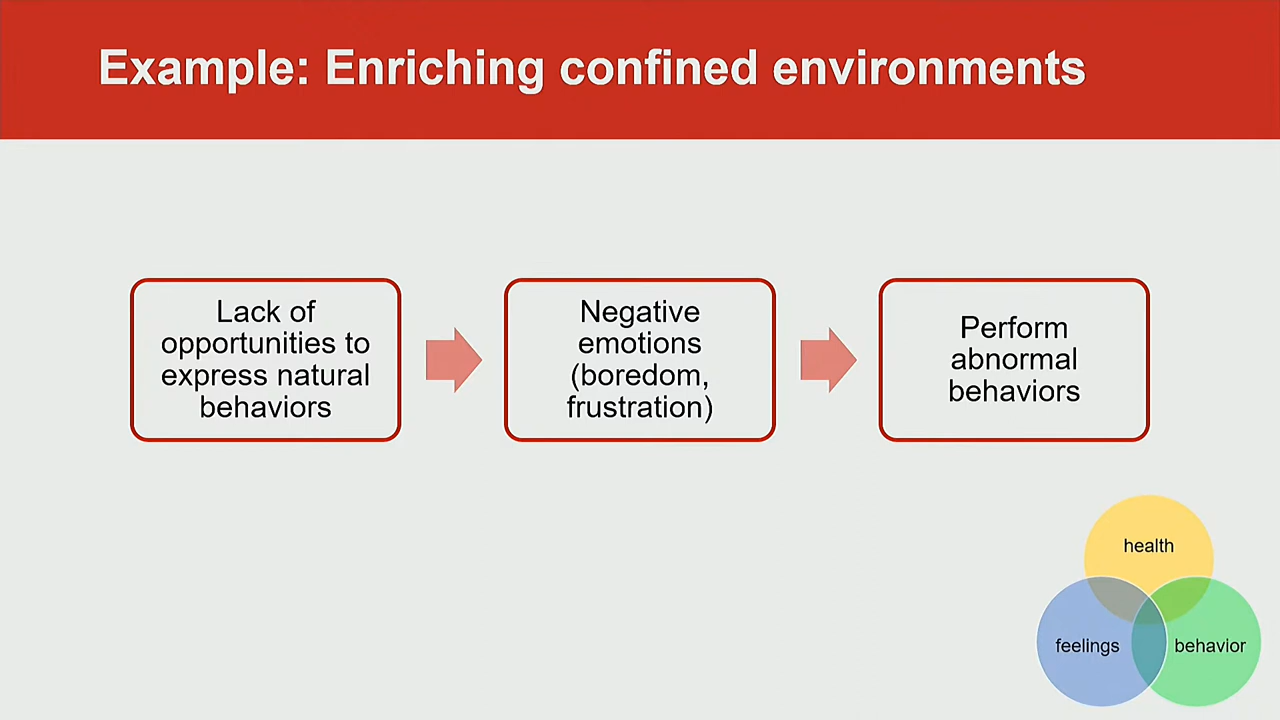 Example: Enriching confined environments
Lack of
opportunities to
express natural
behaviors
Negative
emotions
(boredom,
frustration)
Perform
abnormal
behaviors
health
feelings
behavior